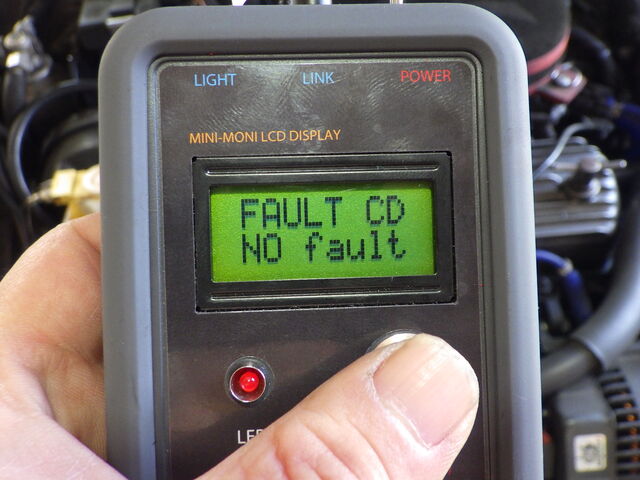 LIGHT LINK POWER
MINI-MONI LCD DISPLAY
FAULT CD
NO fault